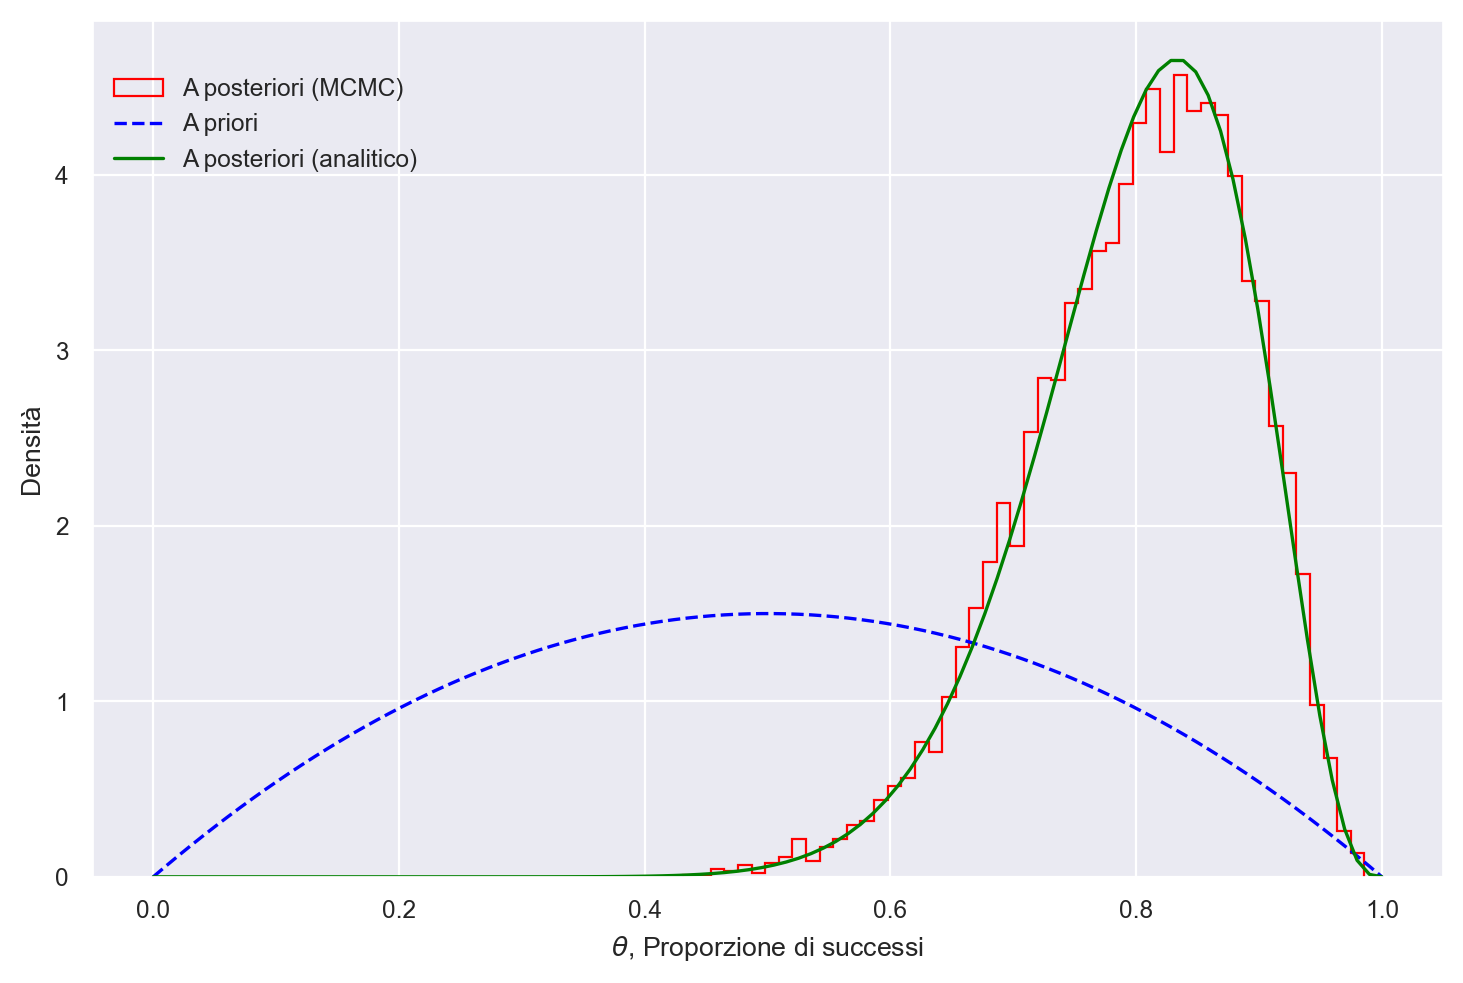 A posteriori (MCMC)
A priori
A posteriori (analitico)
4
3
2
1
0
Densità
0.0 0.2 0.4 0.6 0.8 1.0
θ, Proporzione di successi